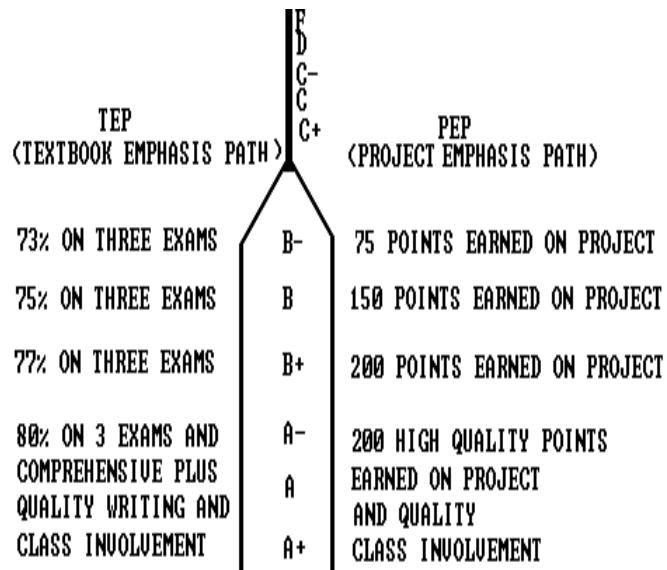 F
D
C-
C
C+
TEP
(TEXTBOOK EMPHASIS PATH)
PEP
(PROJECT EMPHASIS PATH)
73% ON THREE EXAMS
B-
75 POINTS EARNED ON PROJECT
75% ON THREE EXAMS
B
150 POINTS EARNED ON PROJECT
77% ON THREE EXAMS
B+
200 POINTS EARNED ON PROJECT
80% ON 3 EXAMS AND
COMPREHENSIVE PLUS
QUALITY WRITING AND
CLASS INVOLVEMENT
A-
A
A+
200 HIGH QUALITY POINTS
EARNED ON PROJECT
AND QUALITY
CLASS INVOLVEMENT